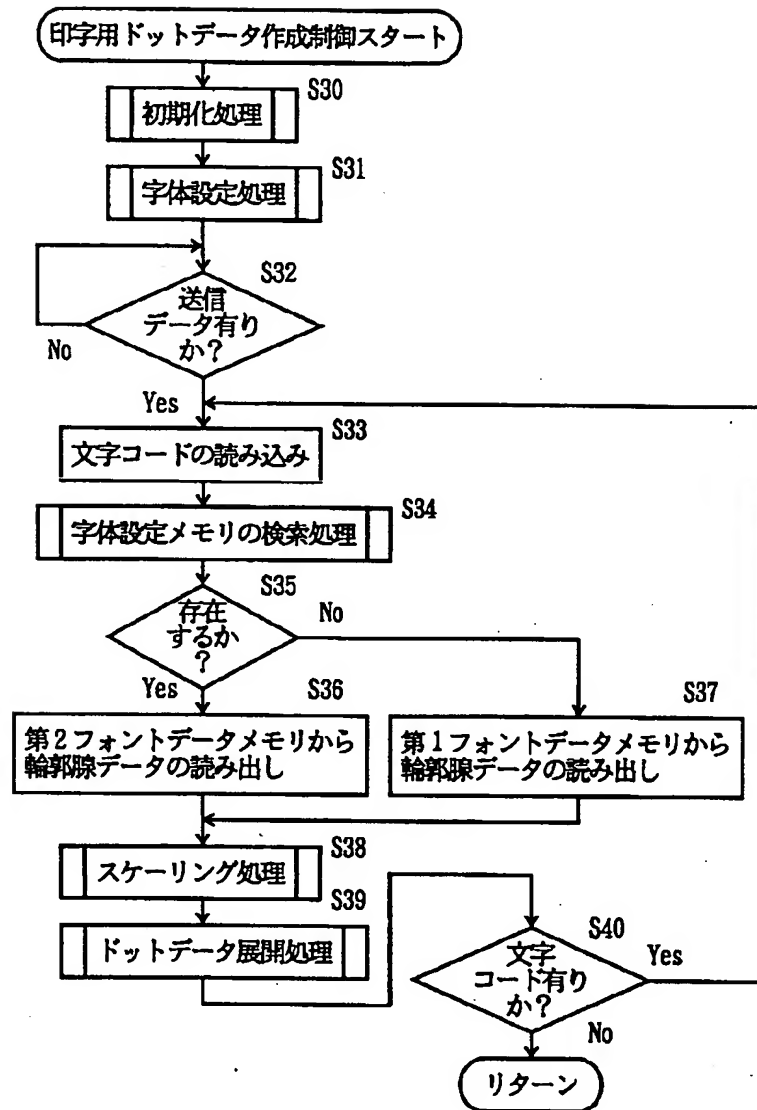 印字用ドットデータ作成制御スタート
S30
初期化処理
S31
字体設定処理
S32
送信
データ有り
か?
No
Yes
S33
文字コードの読み込み
S34
字体設定メモリの検索処理
S35
存在
するか
?
No
Yes
S36
第2フォントデータメモリから
輪郭腺データの読み出し
S37
第1フォントデータメモリから
輪郭腺データの読み出し
S38
スケーリング処理
S39
ドットデータ展開処理
S40
文字
コード有り
か?
Yes
No
リターン